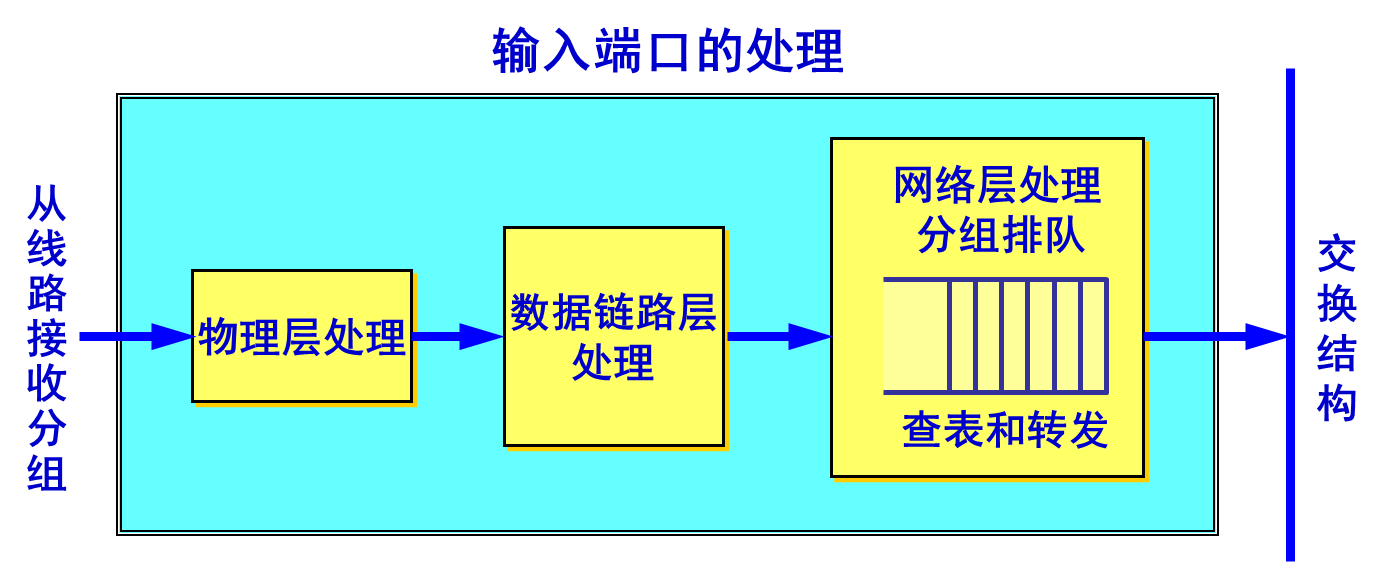 输入端口的处理
从线路接收分组
物理层处理
数据链路层
处理
网络层处理
分组排队
查表和转发
交换结构